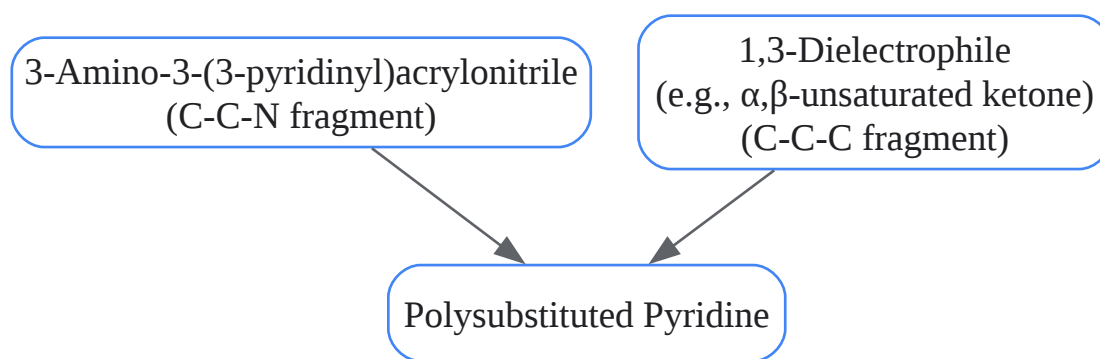 3-Amino-3-(3-pyridinyl)acrylonitrile
(C-C-N fragment)
1,3-Dielectrophile
(e.g., α,β-unsaturated ketone)
(C-C-C fragment)
Polysubstituted Pyridine